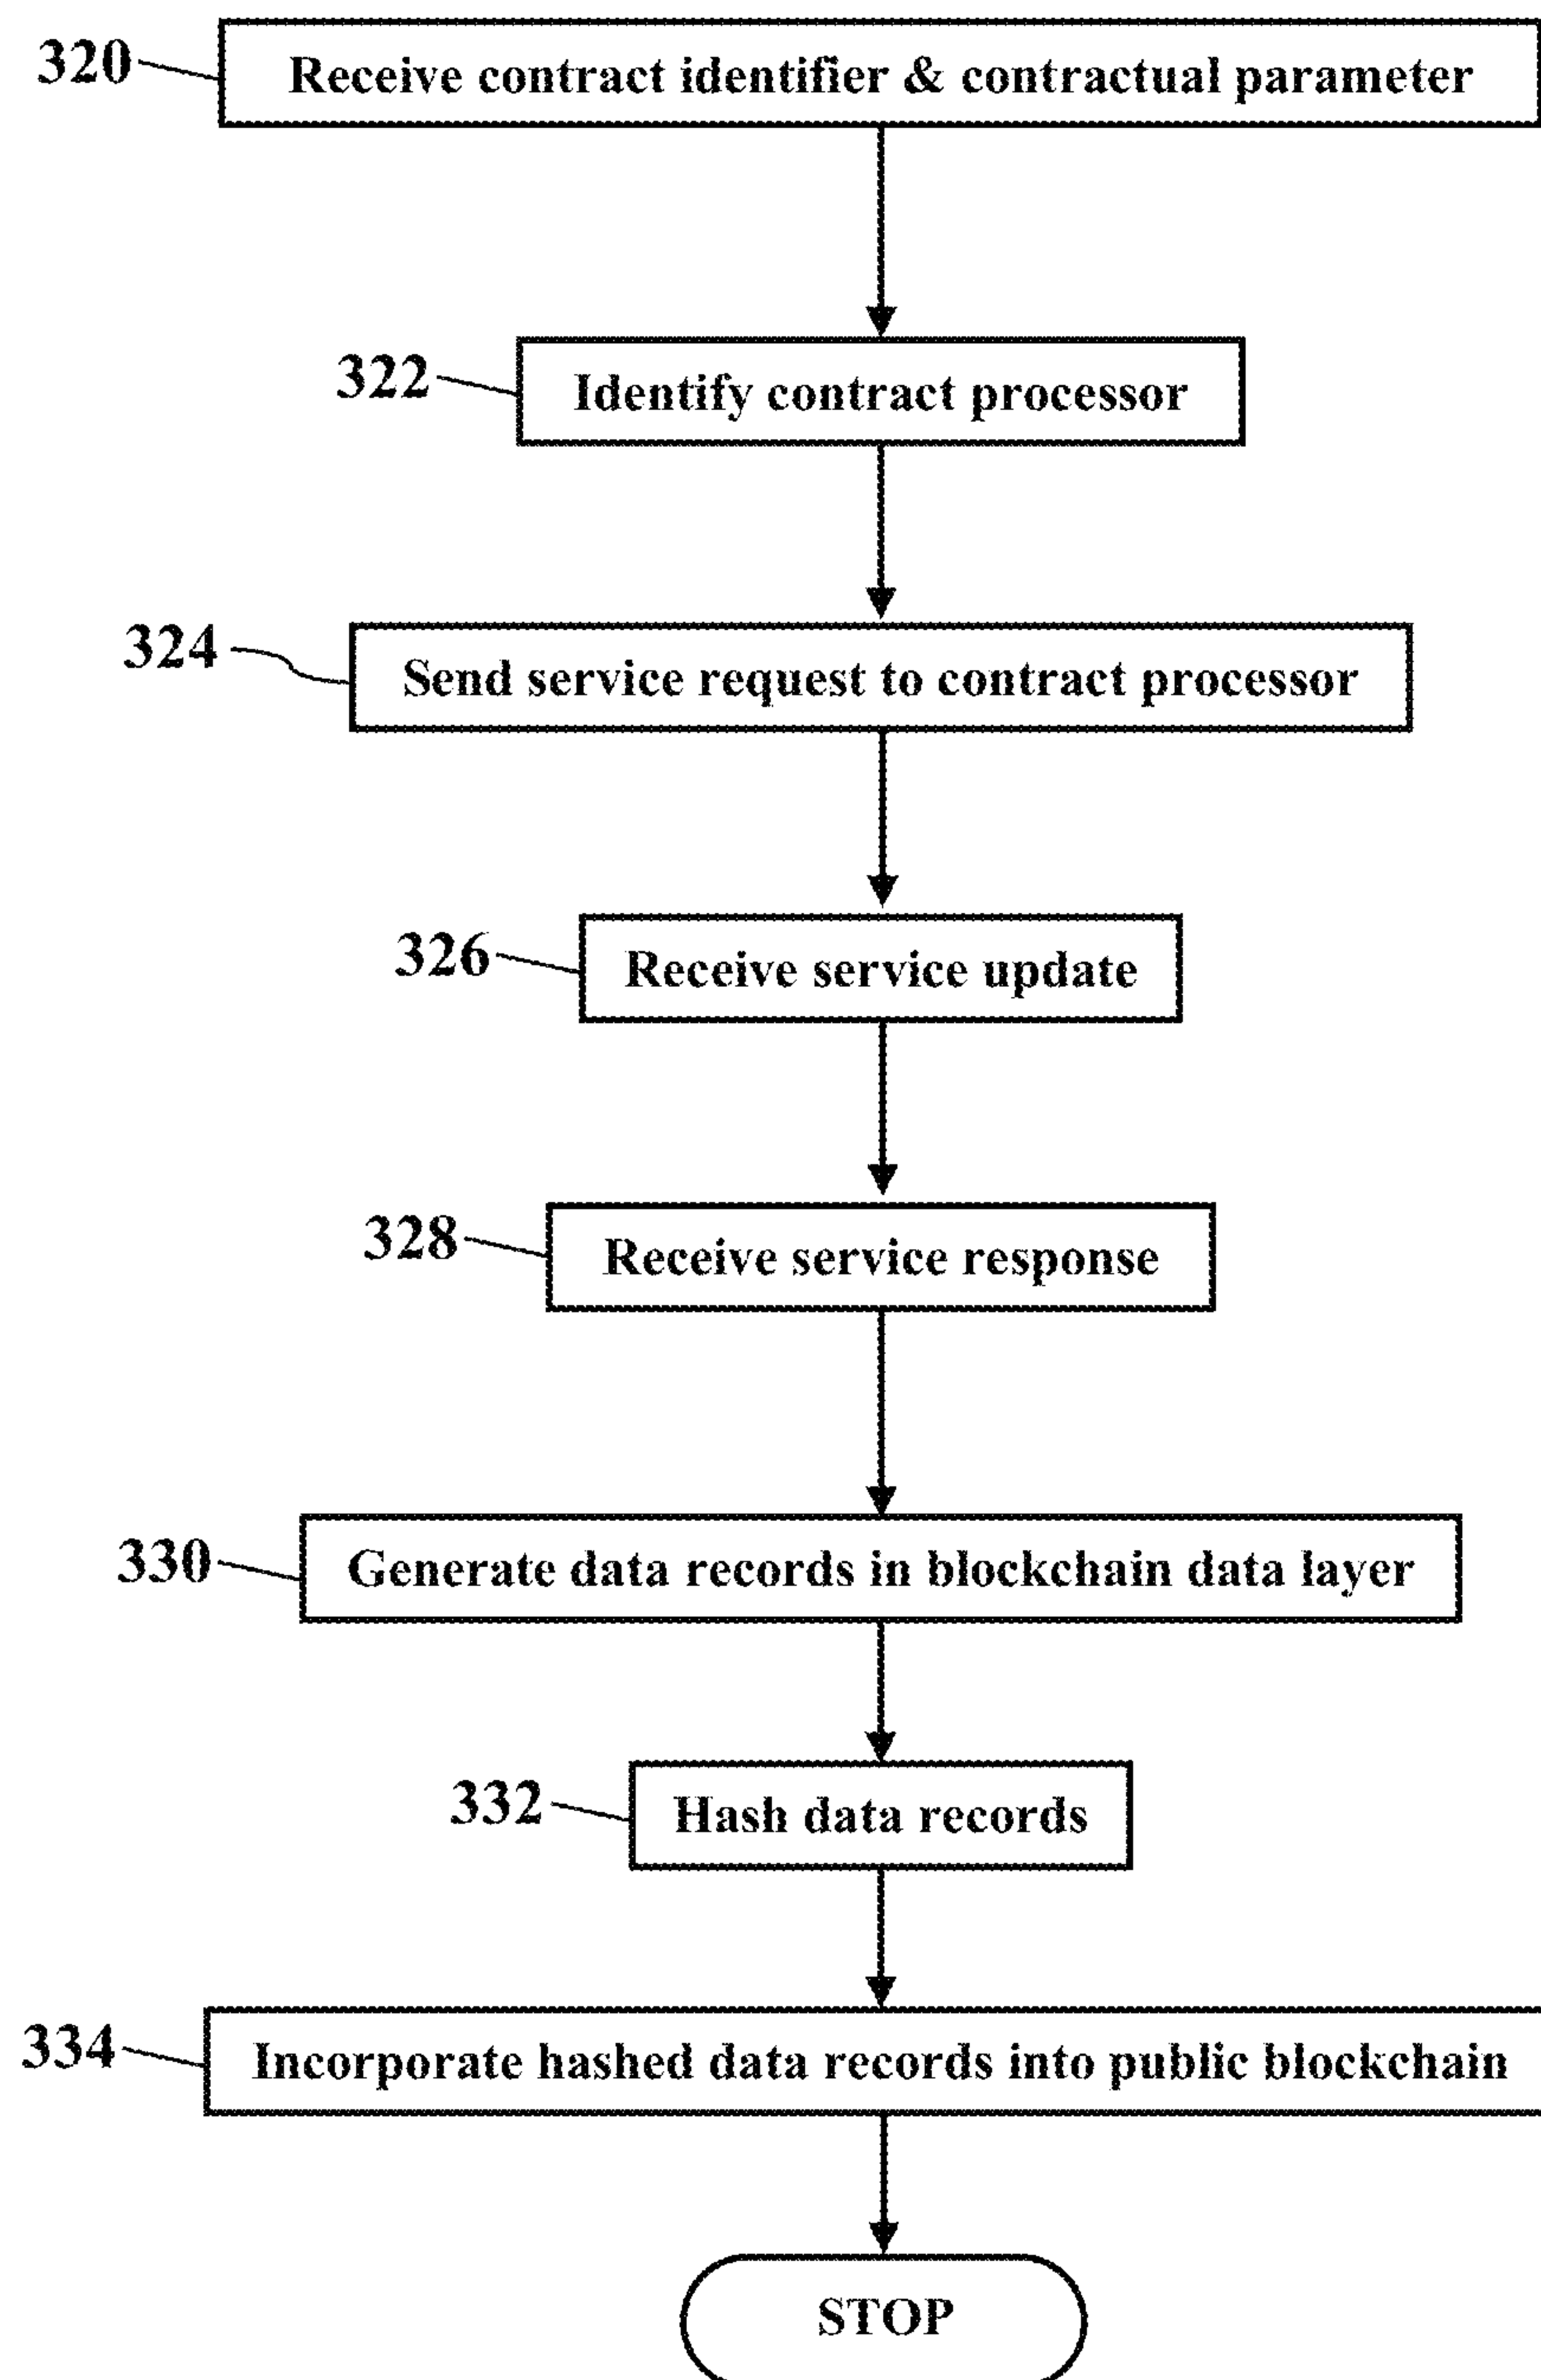 320 Receive contract identifier & contractual parameter
322 Identify contract processor
324 Send service request to contract processor
326 Receive service update
328 Receive service response
330 Generate data records in blockchain data layer
332 Hash data records
334 Incorporate hashed data records into public blockchain
STOP